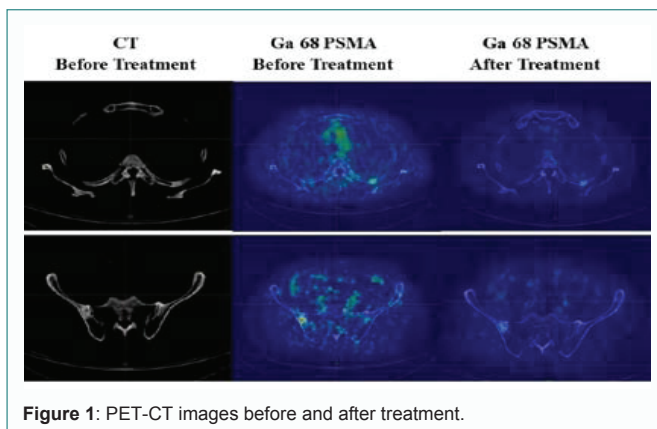 CT
Before Treatment
Ga 68 PSMA
Before Treatment
Ga 68 PSMA
After Treatment
Figure 1: PET-CT images before and after treatment.